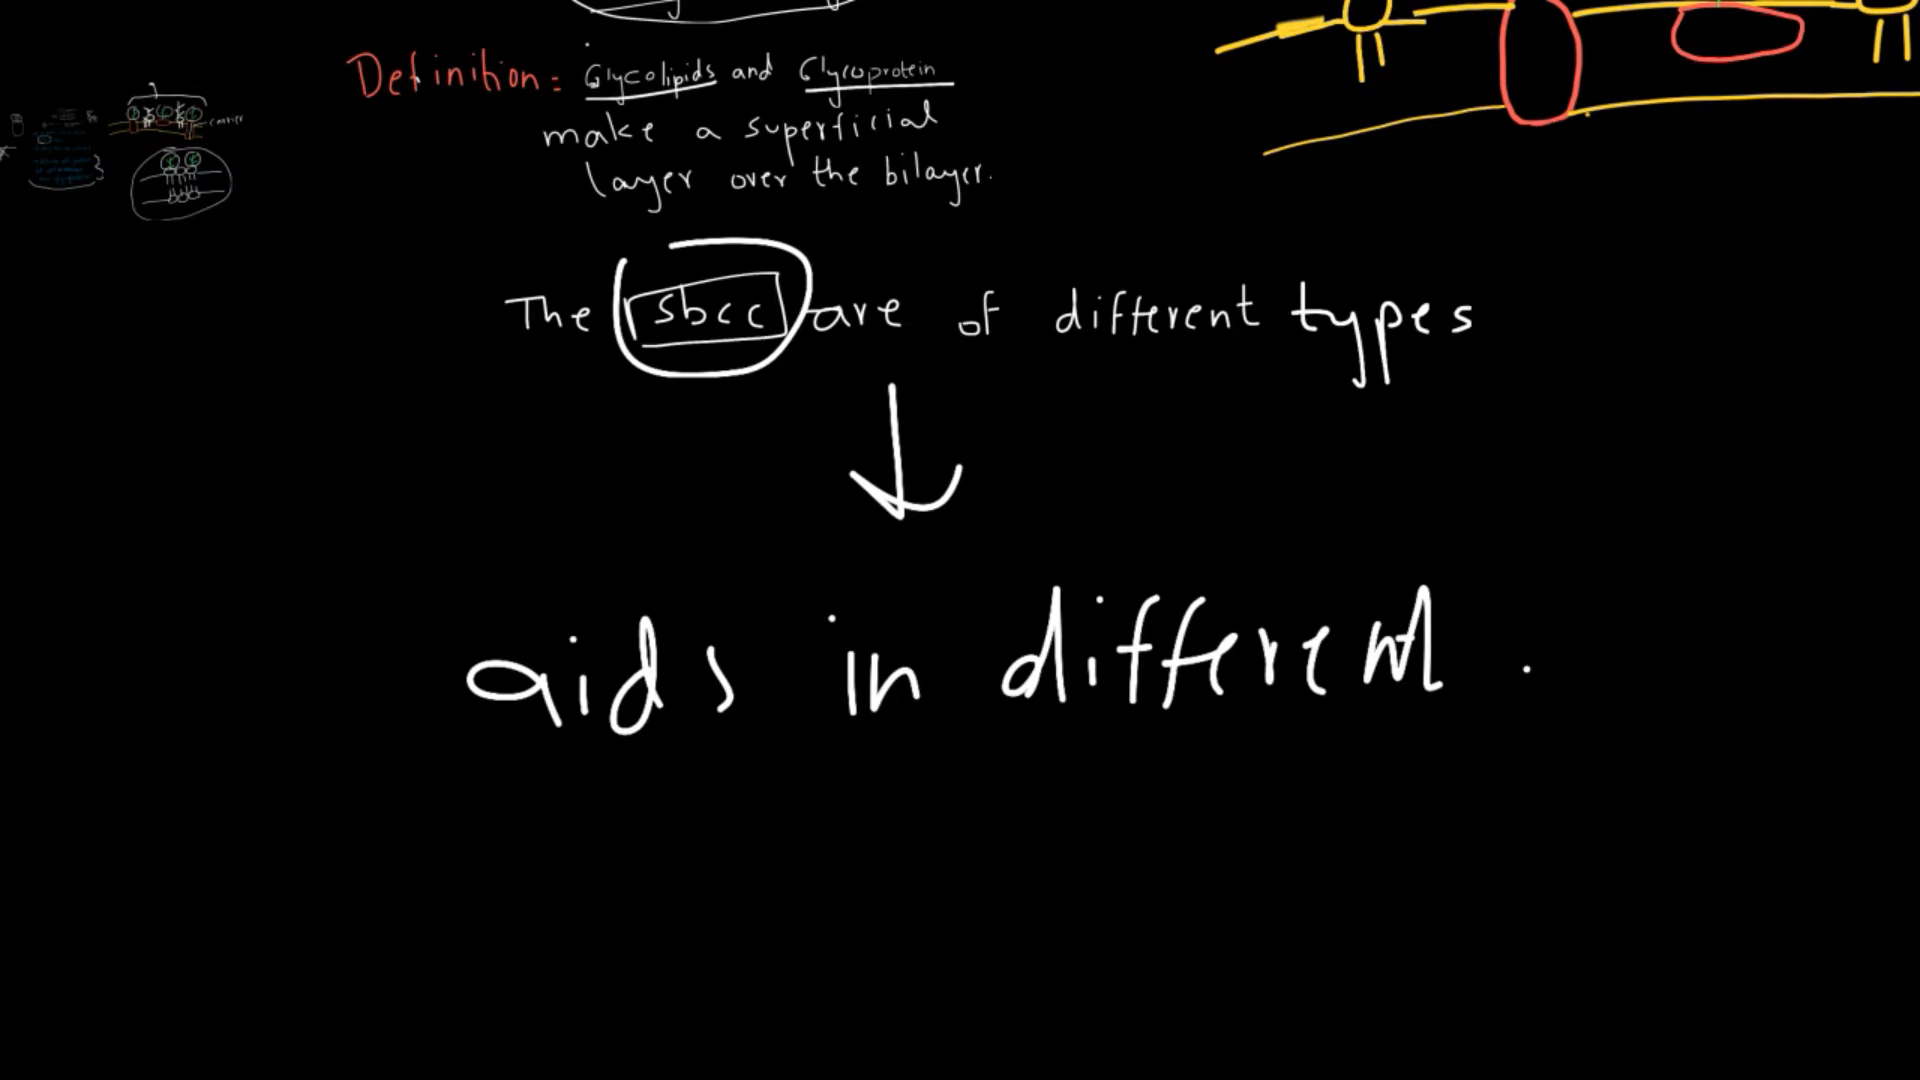 Definition: Glycolipids and Glycoprotein
make a superficial
layer over the bilayer.
carrier
The sbcc are of different types
aids in different